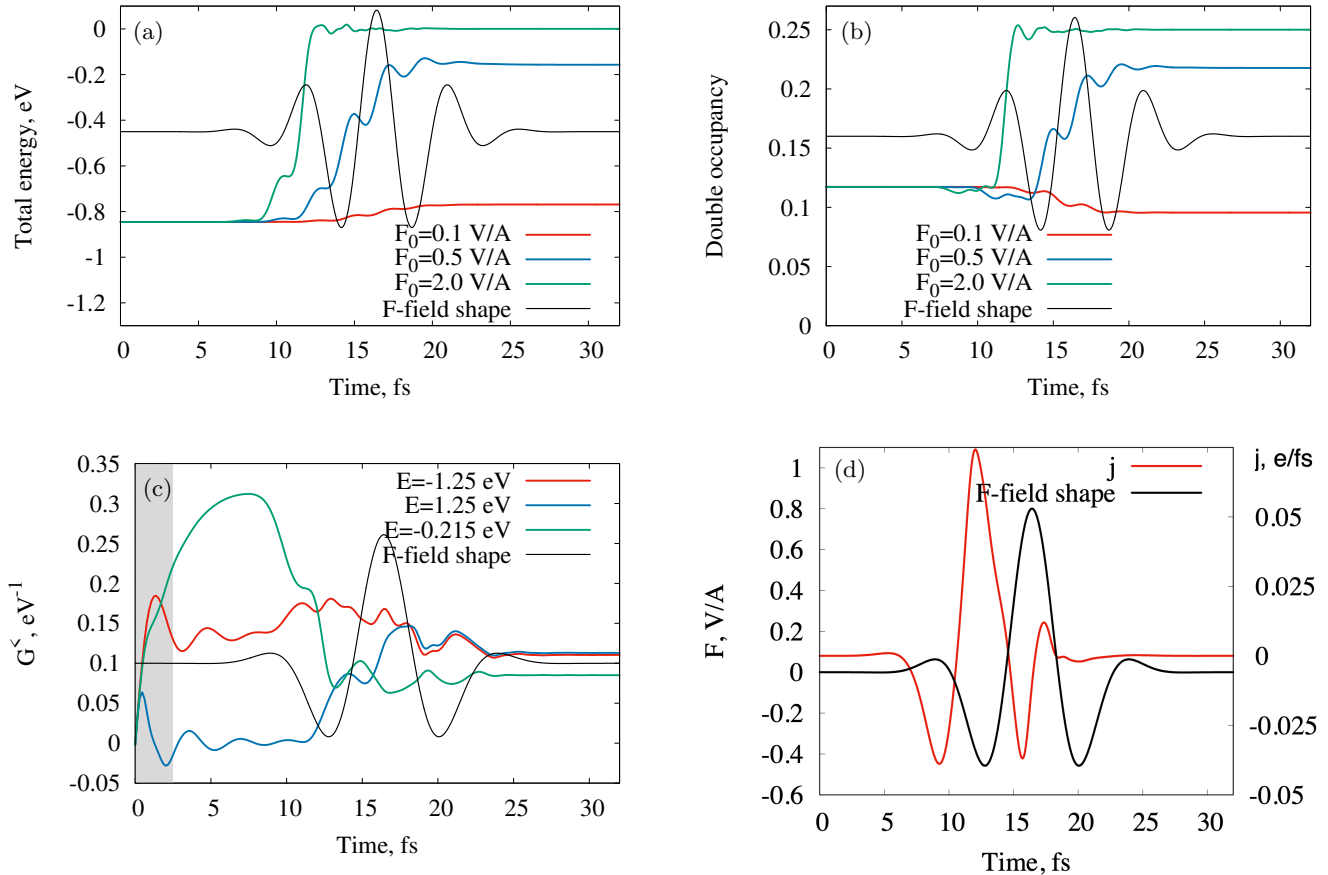 (a)
Total energy, eV
0
-0.2
-0.4
-0.6
-0.8
-1
-1.2
F0=0.1 V/A
F0=0.5 V/A
F0=2.0 V/A
F-field shape
0 5 10 15 20 25 30
Time, fs
(b)
Double occupancy
0.25
0.2
0.15
0.1
0.05
0
F0=0.1 V/A
F0=0.5 V/A
F0=2.0 V/A
F-field shape
0 5 10 15 20 25 30
Time, fs
(c)
G<, eV-1
0.35
0.3
0.25
0.2
0.15
0.1
0.05
0
-0.05
E=-1.25 eV
E=1.25 eV
E=-0.215 eV
F-field shape
0 5 10 15 20 25 30
Time, fs
(d)
F, V/A
1
0.8
0.6
0.4
0.2
0
-0.2
-0.4
-0.6
j
F-field shape
j, e/fs
0.05
0.025
0
-0.025
-0.05
0 5 10 15 20 25 30
Time, fs